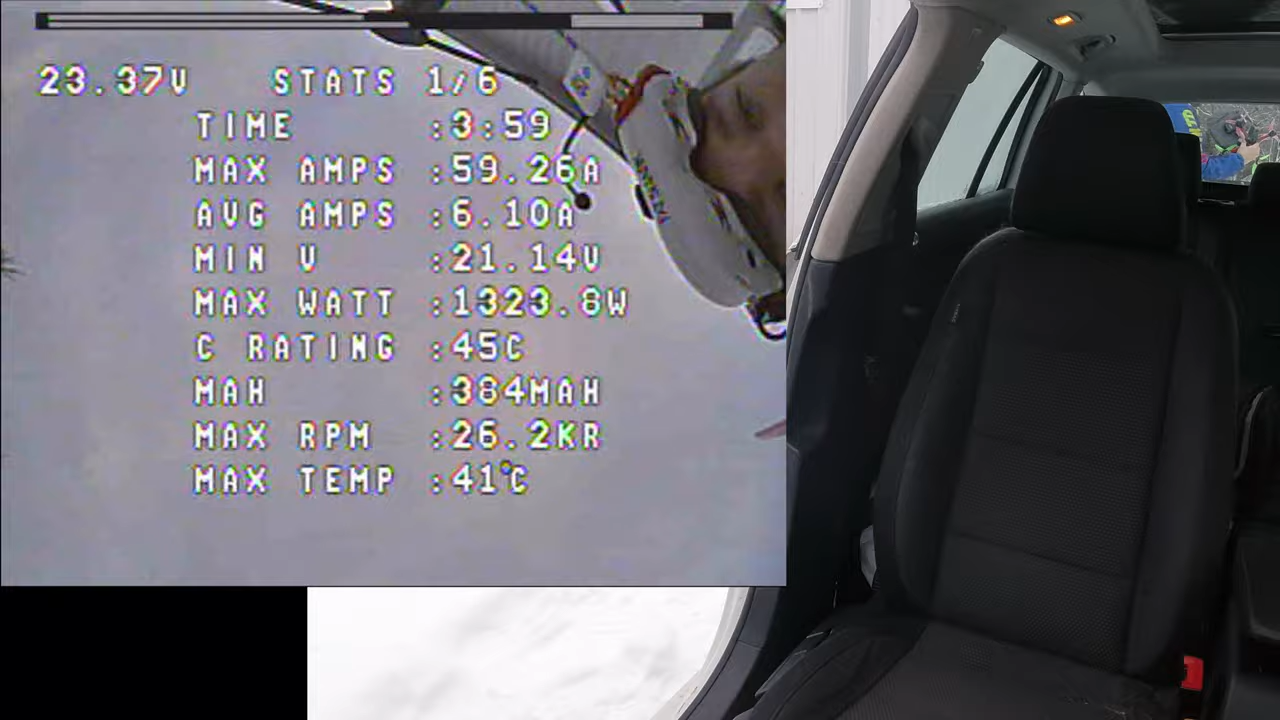 23.37V STATS 1/6
TIME :3:59
MAX AMPS :59.26A
AVG AMPS :6.10A
MIN V :21.14V
MAX WATT :1323.8W
C RATING :45C
MAH :384MAH
MAX RPM :26.2KR
MAX TEMP :41°C